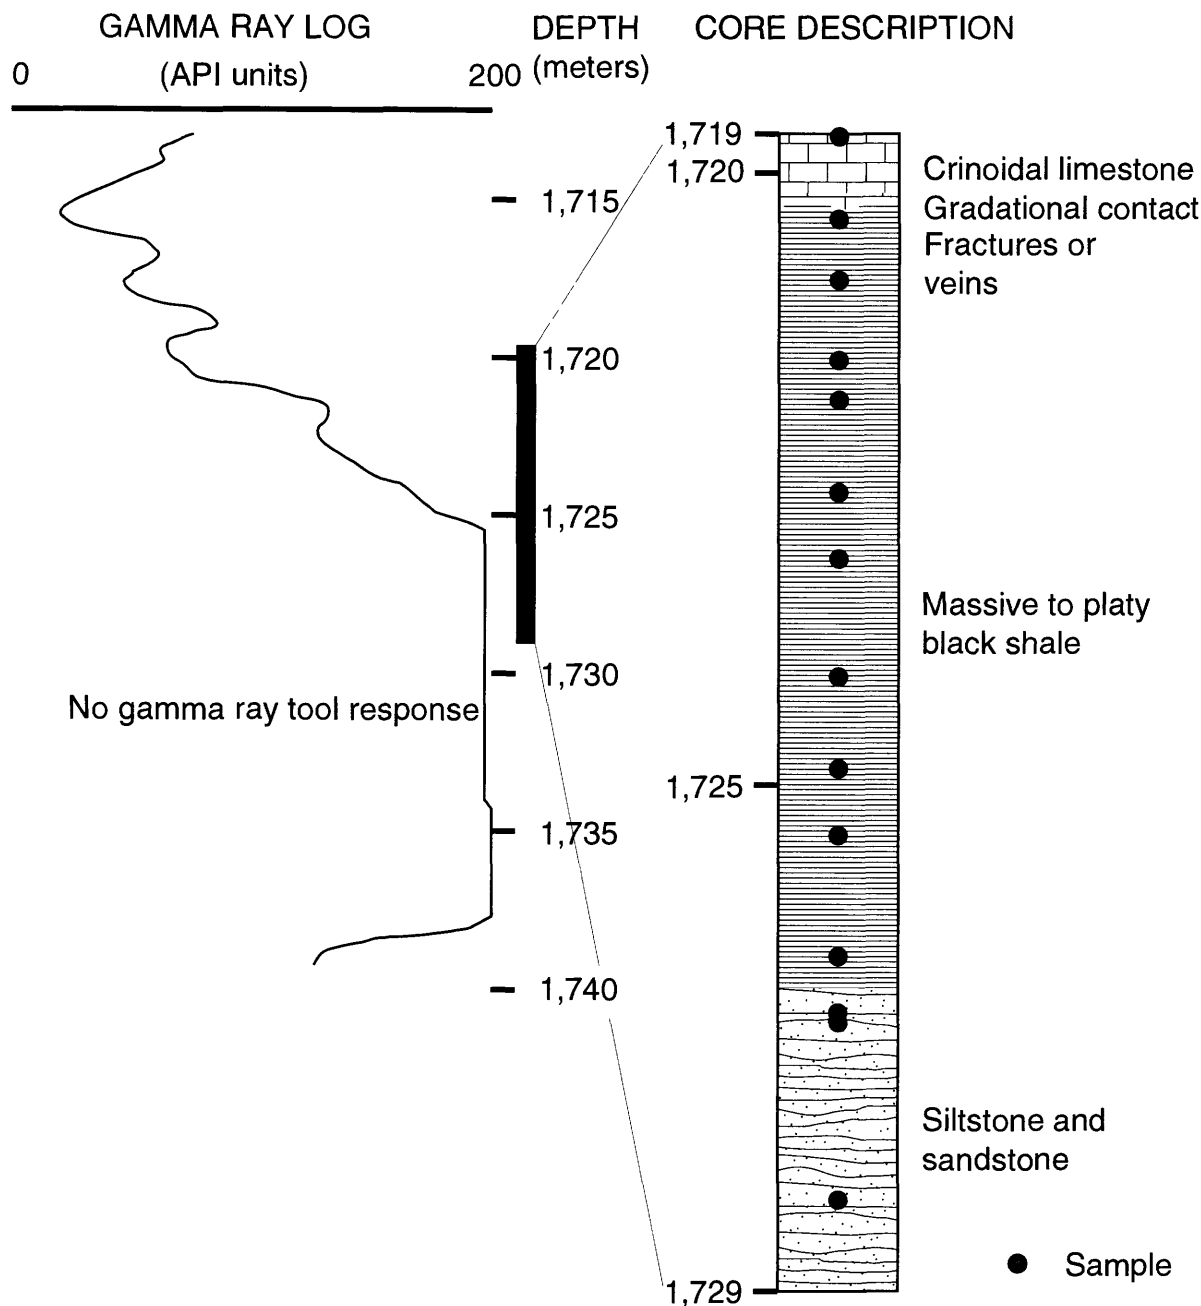 GAMMA RAY LOG
0 (API units) 200
DEPTH
(meters)
CORE DESCRIPTION
1,715
1,720
1,725
1,730
No gamma ray tool response
1,735
1,740
1,719
1,720
1,725
1,729
Crinoidal limestone
Gradational contact
Fractures or
veins
Massive to platy
black shale
Siltstone and
sandstone
Sample